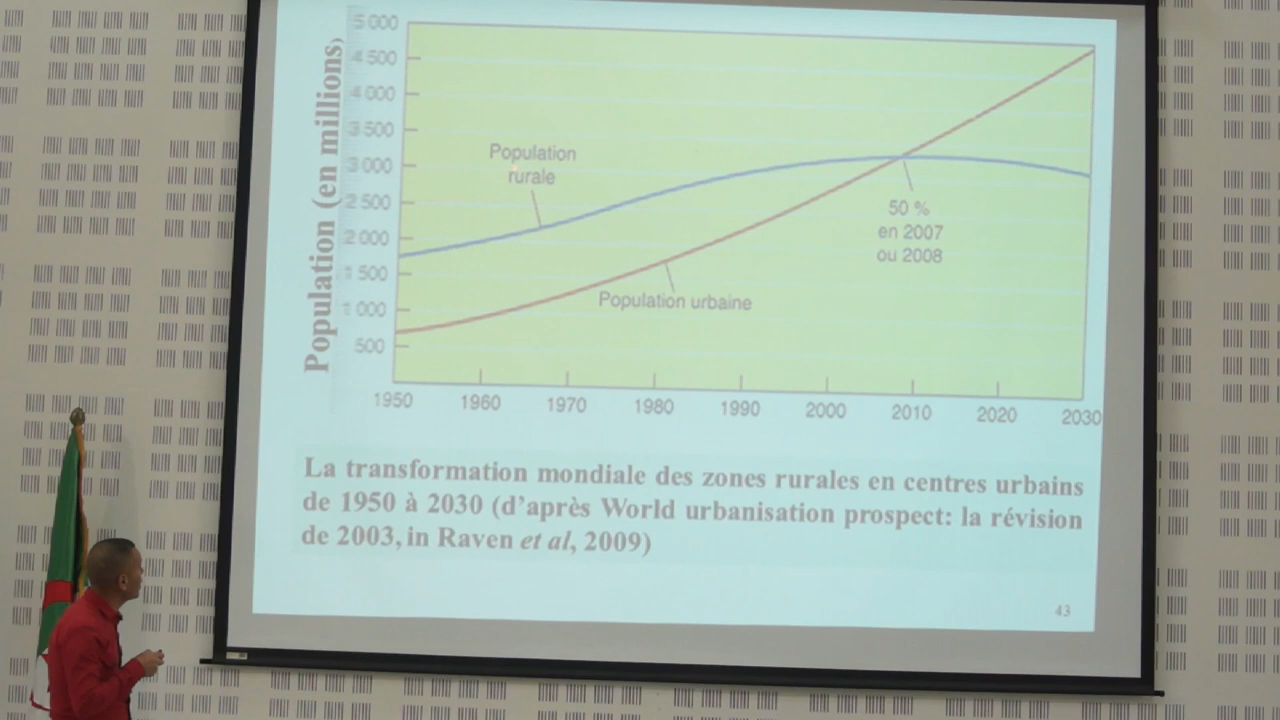 Population (en millions)
5 000
4 500
4 000
3 500
3 000
2 500
2 000
1 500
1 000
500
Population
rurale
50 %
en 2007
ou 2008
Population urbaine
1950 1960 1970 1980 1990 2000 2010 2020 2030
La transformation mondiale des zones rurales en centres urbains
de 1950 à 2030 (d'après World urbanisation prospect: la révision
de 2003, in Raven et al, 2009)
43